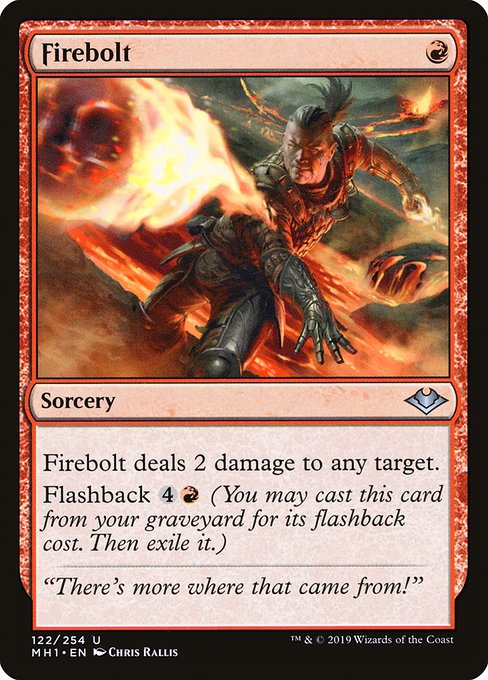 Firebolt
Sorcery
Firebolt deals 2 damage to any target.
Flashback 4 (You may cast this card
from your graveyard for its flashback
cost. Then exile it.)
“There’s more where that came from!”
122/254 U
™ & © 2019 Wizards of the Coast
MH1 • EN Chris Rallis